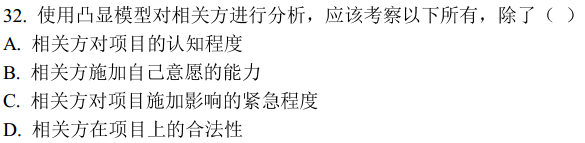 32. 使用凸显模型对相关方进行分析，应该考察以下所有，除了（ ）
A. 相关方对项目的认知程度
B. 相关方施加自己意愿的能力
C. 相关方对项目施加影响的紧急程度
D. 相关方在项目上的合法性